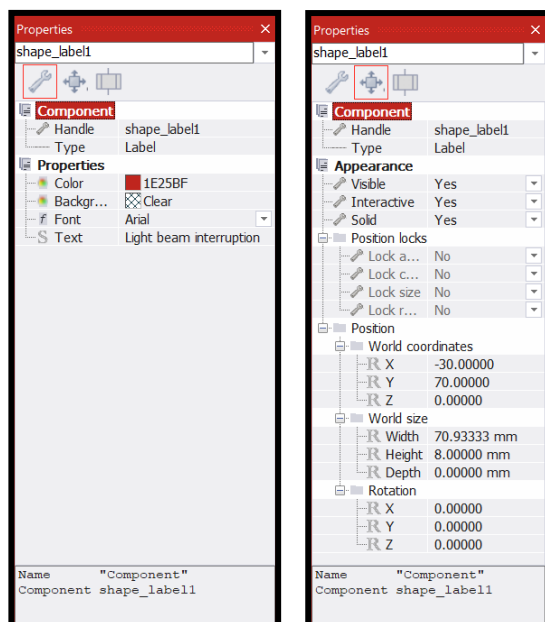 Properties
shape_label1
Component
Handle shape_label1
Type Label
Properties
Color 1E25BF
Backgr... Clear
Font Arial
Text Light beam interruption
Name "Component"
Component shape_label1
Properties
shape_label1
Component
Handle shape_label1
Type Label
Appearance
Visible Yes
Interactive Yes
Solid Yes
Position locks
Lock a... No
Lock c... No
Lock size No
Lock r... No
Position
World coordinates
X -30.00000
Y 70.00000
Z 0.00000
World size
Width 70.93333 mm
Height 8.00000 mm
Depth 0.00000 mm
Rotation
X 0.00000
Y 0.00000
Z 0.00000
Name "Component"
Component shape_label1